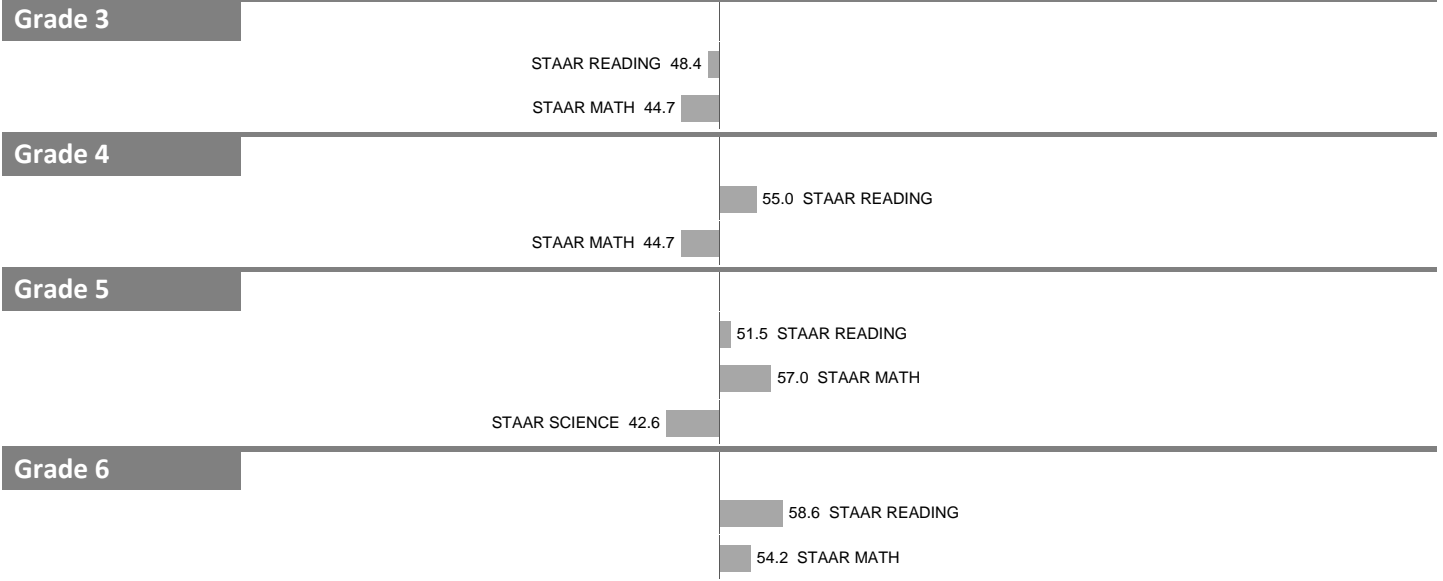 Grade 3
STAAR READING 48.4
STAAR MATH 44.7
Grade 4
55.0 STAAR READING
STAAR MATH 44.7
Grade 5
51.5 STAAR READING
57.0 STAAR MATH
STAAR SCIENCE 42.6
Grade 6
58.6 STAAR READING
54.2 STAAR MATH